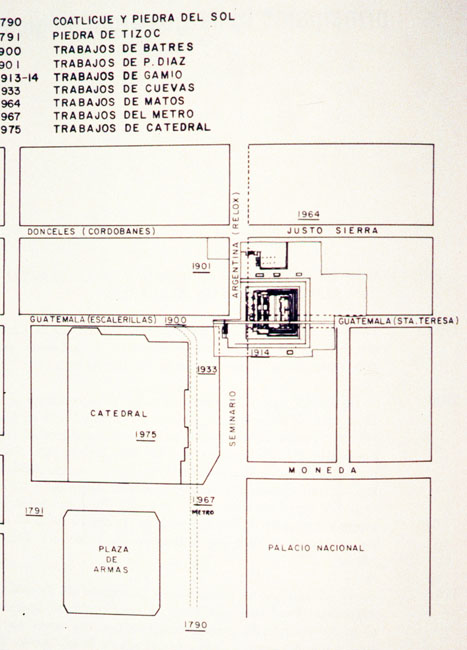 790 COATLICUE Y PIEDRA DEL SOL
791 PIEDRA DE TIZOC
900 TRABAJOS DE BATRES
901 TRABAJOS DE P. DIAZ
913-14 TRABAJOS DE GAMIO
933 TRABAJOS DE CUEVAS
964 TRABAJOS DE MATOS
967 TRABAJOS DEL METRO
975 TRABAJOS DE CATEDRAL
1964
DONCELES (CORDOBANES)
ARGENTINA (RELOX)
JUSTO SIERRA
1901
GUATEMALA (ESCALERILLAS)
1900
GUATEMALA (STA. TERESA)
1914
1933
CATEDRAL
SEMINARIO
1975
MONEDA
1967
METRO
1791
PLAZA
DE
ARMAS
PALACIO NACIONAL
1790